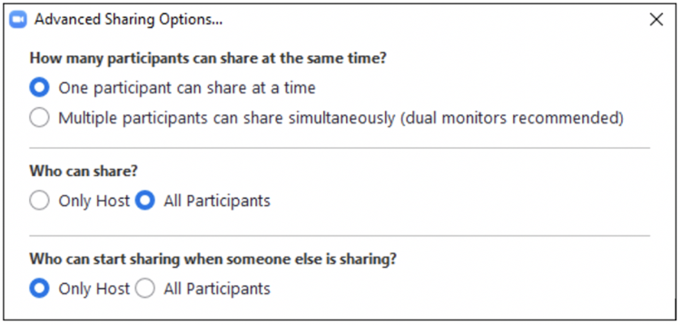 Advanced Sharing Options...
How many participants can share at the same time?
One participant can share at a time
Multiple participants can share simultaneously (dual monitors recommended)
Who can share?
Only Host All Participants
Who can start sharing when someone else is sharing?
Only Host All Participants